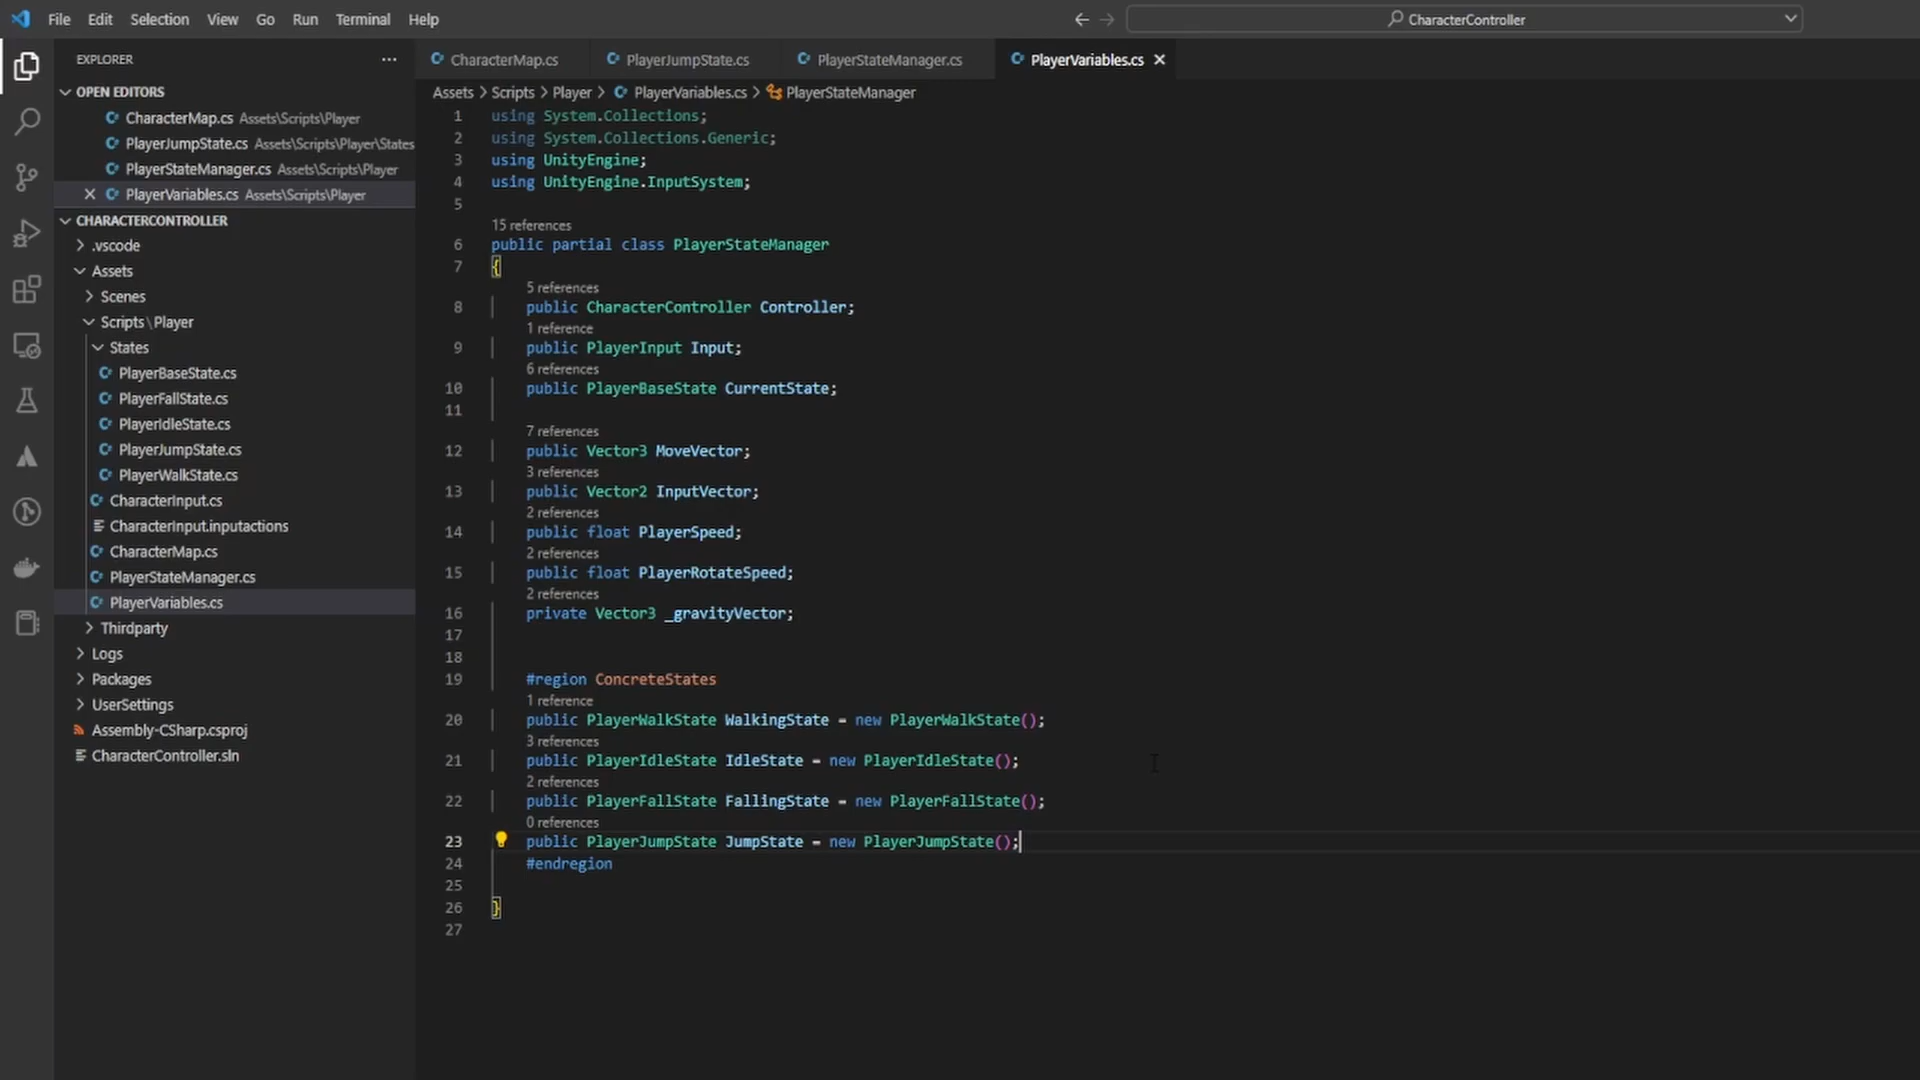 File Edit Selection View Go Run Terminal Help
CharacterController
EXPLORER
OPEN EDITORS
CharacterMap.cs Assets\Scripts\Player
PlayerJumpState.cs Assets\Scripts\Player\States
PlayerStateManager.cs Assets\Scripts\Player
PlayerVariables.cs Assets\Scripts\Player
CHARACTERCONTROLLER
.vscode
Assets
Scenes
Scripts\Player
States
PlayerBaseState.cs
PlayerFallState.cs
PlayerIdleState.cs
PlayerJumpState.cs
PlayerWalkState.cs
CharacterInput.cs
CharacterInput.inputactions
CharacterMap.cs
PlayerStateManager.cs
PlayerVariables.cs
Thirdparty
Logs
Packages
UserSettings
Assembly-CSharp.csproj
CharacterController.sln
CharacterMap.cs PlayerJumpState.cs PlayerStateManager.cs PlayerVariables.cs
Assets > Scripts > Player > PlayerVariables.cs > PlayerStateManager
1 using System.Collections;
2 using System.Collections.Generic;
3 using UnityEngine;
4 using UnityEngine.InputSystem;
5
15 references
6 public partial class PlayerStateManager
7 {
5 references
8 public CharacterController Controller;
1 reference
9 public PlayerInput Input;
6 references
10 public PlayerBaseState CurrentState;
11
7 references
12 public Vector3 MoveVector;
3 references
13 public Vector2 InputVector;
2 references
14 public float PlayerSpeed;
2 references
15 public float PlayerRotateSpeed;
2 references
16 private Vector3 _gravityVector;
17
18
19 #region ConcreteStates
1 reference
20 public PlayerWalkState WalkingState = new PlayerWalkState();
3 references
21 public PlayerIdleState IdleState = new PlayerIdleState();
2 references
22 public PlayerFallState FallingState = new PlayerFallState();
0 references
23 public PlayerJumpState JumpState = new PlayerJumpState();
24 #endregion
25
26 }
27